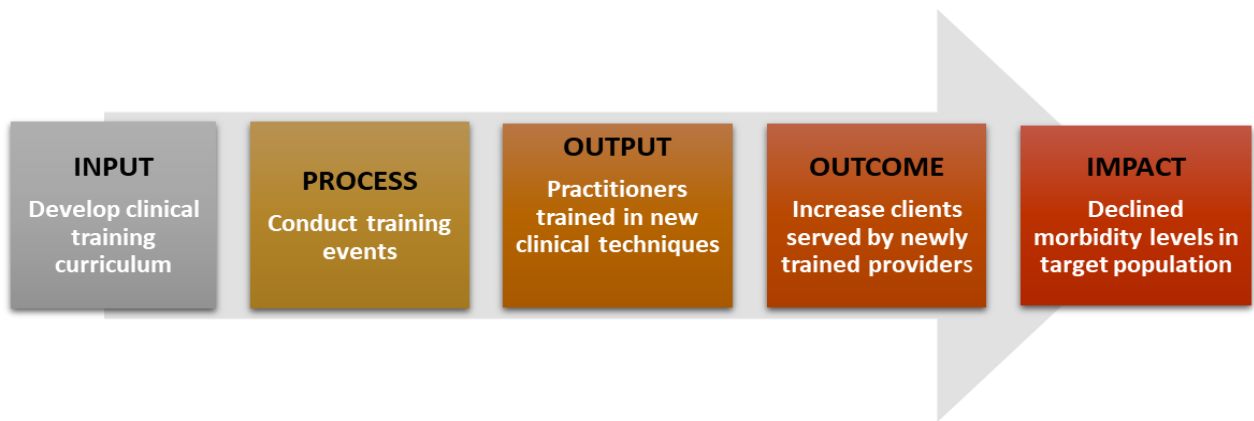 INPUT
Develop clinical
training
curriculum
PROCESS
Conduct training
events
OUTPUT
Practitioners
trained in new
clinical techniques
OUTCOME
Increase clients
served by newly
trained providers
IMPACT
Declined
morbidity levels in
target population